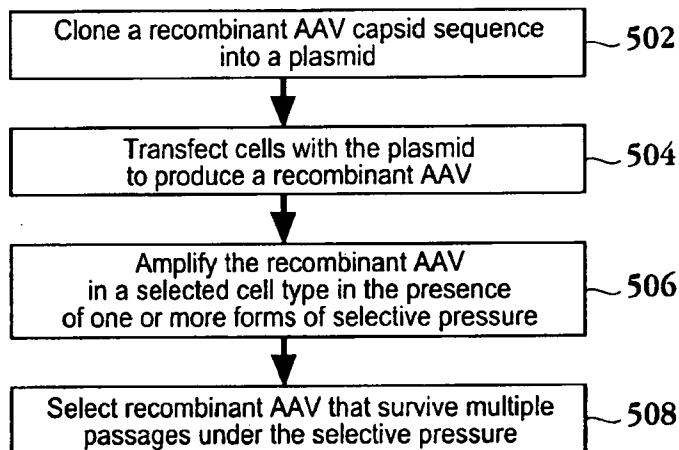 Clone a recombinant AAV capsid sequence
into a plasmid
502
Transfect cells with the plasmid
to produce a recombinant AAV
504
Amplify the recombinant AAV
in a selected cell type in the presence
of one or more forms of selective pressure
506
Select recombinant AAV that survive multiple
passages under the selective pressure
508